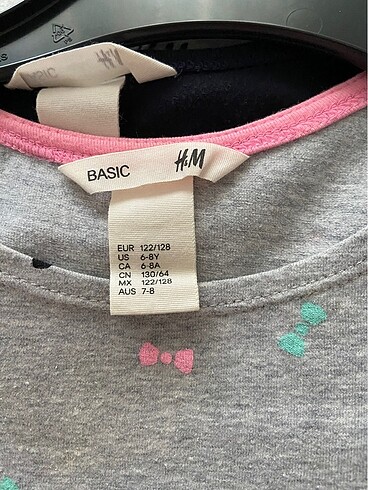 BASIC H&M
BASIC H&M
EUR 122/128
US 6-8Y
CA 6-8A
CN 130/64
MX 122/128
AUS 7-8